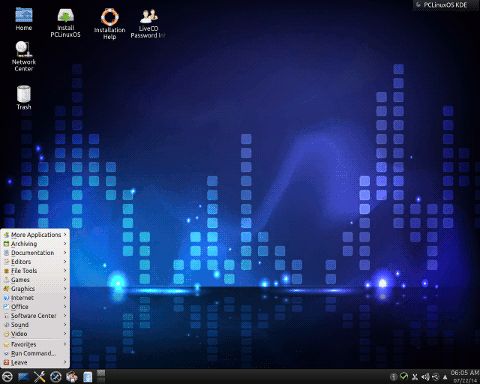 PCLinuxOS KDE
Home
Install
PCLinuxOS
Installation
Help
LiveCD
Password Inf
Network
Center
Trash
More Applications
Archiving
Documentation
Editors
File Tools
Games
Graphics
Internet
Office
Software Center
Sound
Video
Favorites
Run Command...
Leave
06:05 AM
07/22/14